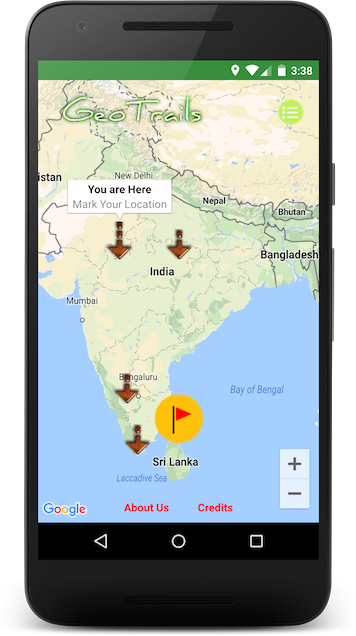 3:38
GeoTrails
New Delhi
istan
You are Here
Mark Your Location
Nepal
Bhutan
Bangladesh
India
Mumbai
Bengaluru
Bay of Bengal
Sri Lanka
Laccadive Sea
+
−
Google
About Us
Credits